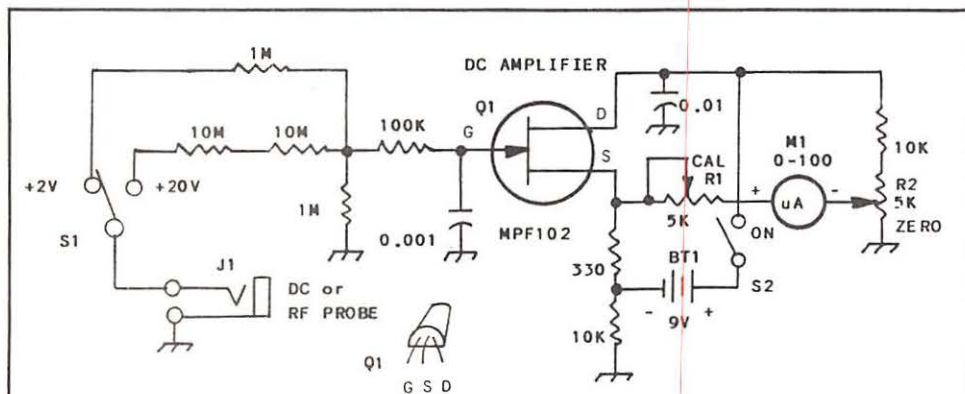 1M
DC AMPLIFIER
Q1
D
0.01
10M
10M
100K
G
S
CAL
R1
M1
0-100
10K
+2V
+20V
+
uA
-
R2
5K
ZERO
1M
5K
ON
S1
0.001
MPF102
J1
330
BT1
S2
DC or
RF PROBE
-
+
9V
10K
Q1
G S D